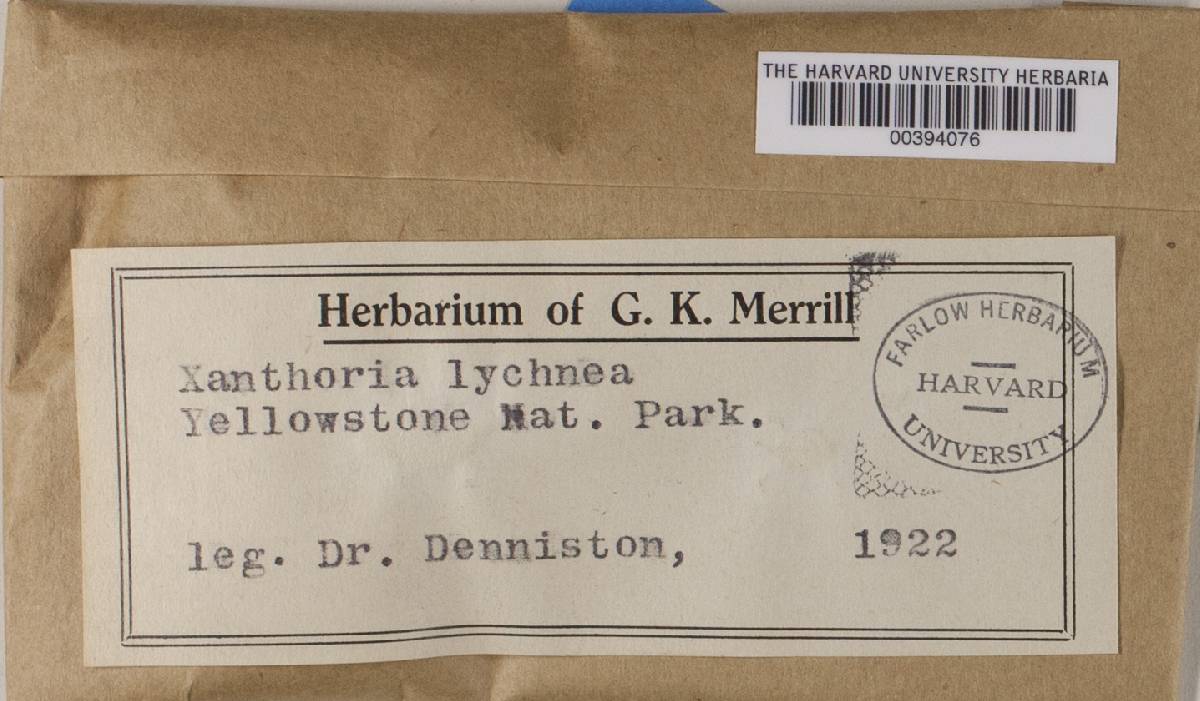 THE HARVARD UNIVERSITY HERBARIA
00394076
Herbarium of G. K. Merrill
Xanthoria lychnea
Yellowstone Nat. Park.
leg. Dr. Denniston, 1922
FARLOW HERBARIUM
HARVARD
UNIVERSITY